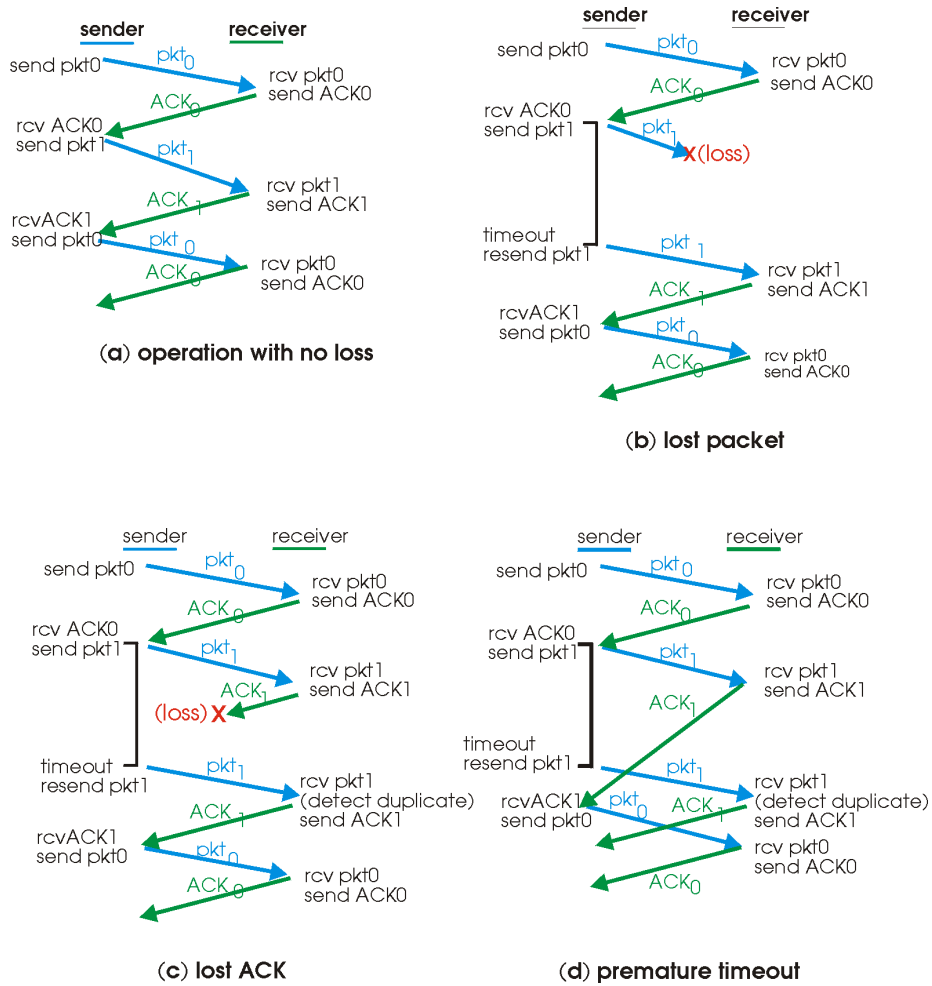 sender receiver
send pkt0
pkt0
rcv pkt0
send ACK0
ACK0
rcv ACK0
send pkt1
pkt1
rcv pkt1
send ACK1
ACK1
rcvACK1
send pkt0
pkt0
rcv pkt0
send ACK0
ACK0
(a) operation with no loss
sender receiver
send pkt0
pkt0
rcv pkt0
send ACK0
ACK0
rcv ACK0
send pkt1
pkt1
X (loss)
timeout
resend pkt1
pkt1
rcv pkt1
send ACK1
ACK1
rcvACK1
send pkt0
pkt0
rcv pkt0
send ACK0
ACK0
(b) lost packet
sender receiver
send pkt0
pkt0
rcv pkt0
send ACK0
ACK0
rcv ACK0
send pkt1
pkt1
rcv pkt1
send ACK1
ACK1
(loss) X
timeout
resend pkt1
pkt1
rcv pkt1
(detect duplicate)
send ACK1
ACK1
rcvACK1
send pkt0
pkt0
rcv pkt0
send ACK0
ACK0
(c) lost ACK
sender receiver
send pkt0
pkt0
rcv pkt0
send ACK0
ACK0
rcv ACK0
send pkt1
pkt1
rcv pkt1
send ACK1
ACK1
timeout
resend pkt1
pkt1
rcv pkt1
(detect duplicate)
send ACK1
rcvACK1
send pkt0
pkt0
ACK1
rcv pkt0
send ACK0
ACK0
(d) premature timeout